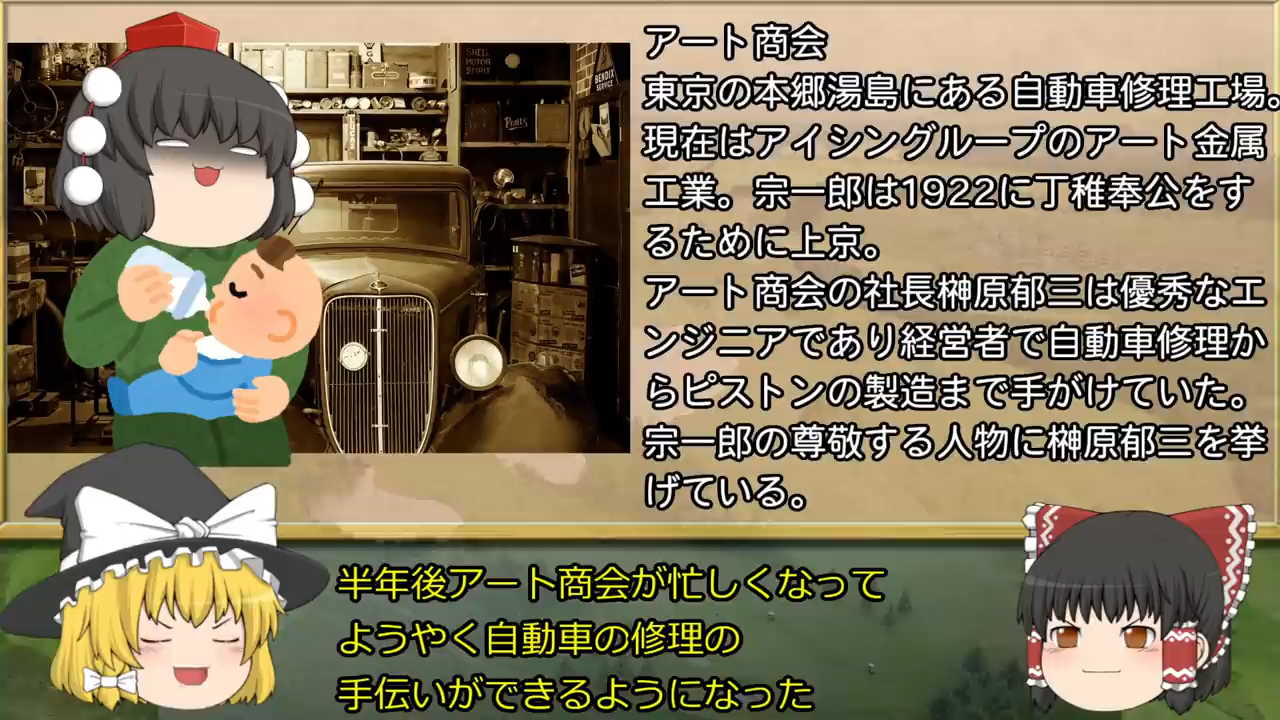 SHELL
MOTOR
SPIRIT
BENDIX
SERVICE
アート商会
東京の本郷湯島にある自動車修理工場。
現在はアイシングループのアート金属
工業。宗一郎は1922に丁稚奉公をす
るために上京。
アート商会の社長榊原郁三は優秀なエ
ンジニアであり経営者で自動車修理か
らピストンの製造まで手がけていた。
宗一郎の尊敬する人物に榊原郁三を挙
げている。
半年後アート商会が忙しくなって
ようやく自動車の修理の
手伝いができるようになった